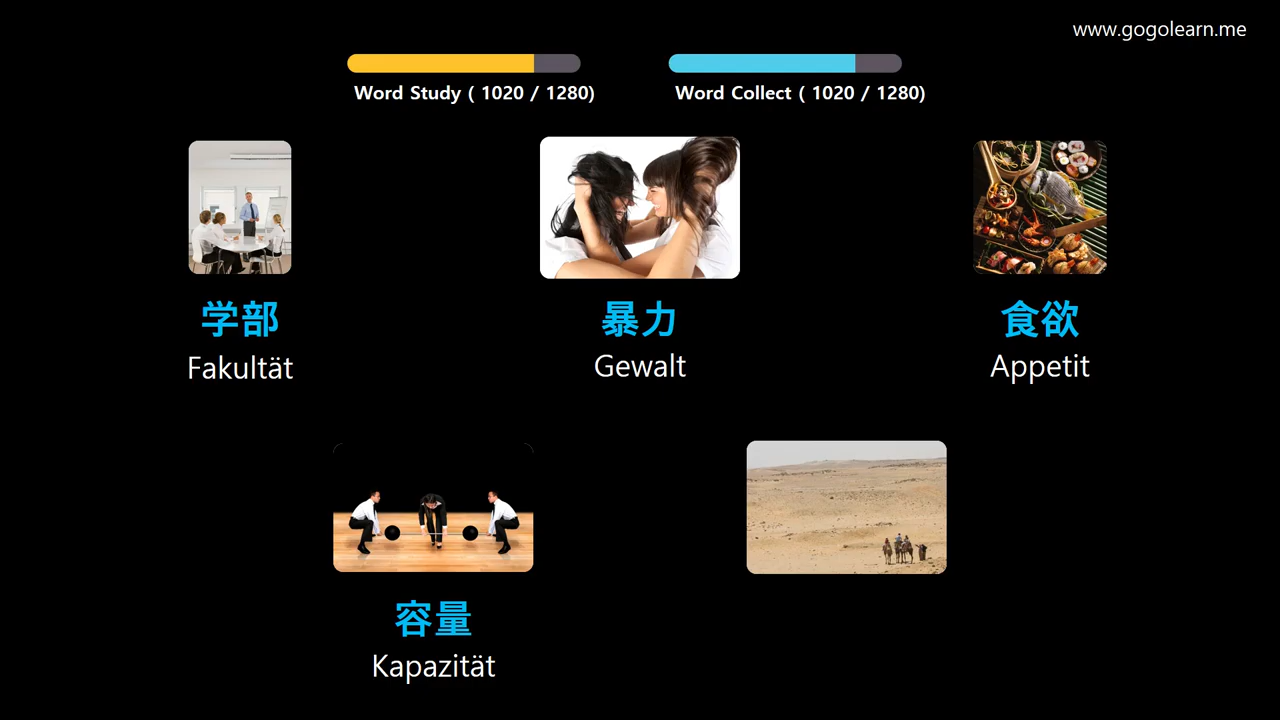 www.gogolearn.me
Word Study ( 1020 / 1280)
Word Collect ( 1020 / 1280)
学部
Fakultät
暴力
Gewalt
食欲
Appetit
容量
Kapazität